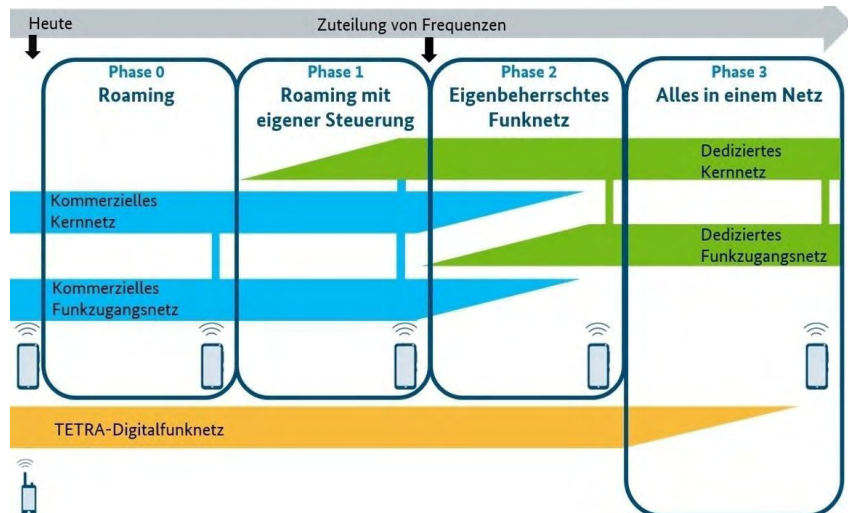 Heute
Zuteilung von Frequenzen
Phase 0
Roaming
Phase 1
Roaming mit
eigener Steuerung
Phase 2
Eigenbeherrschtes
Funknetz
Phase 3
Alles in einem Netz
Dediziertes
Kernnetz
Kommerzielles
Kernnetz
Dediziertes
Funkzugangsnetz
Kommerzielles
Funkzugangsnetz
TETRA-Digitalfunknetz